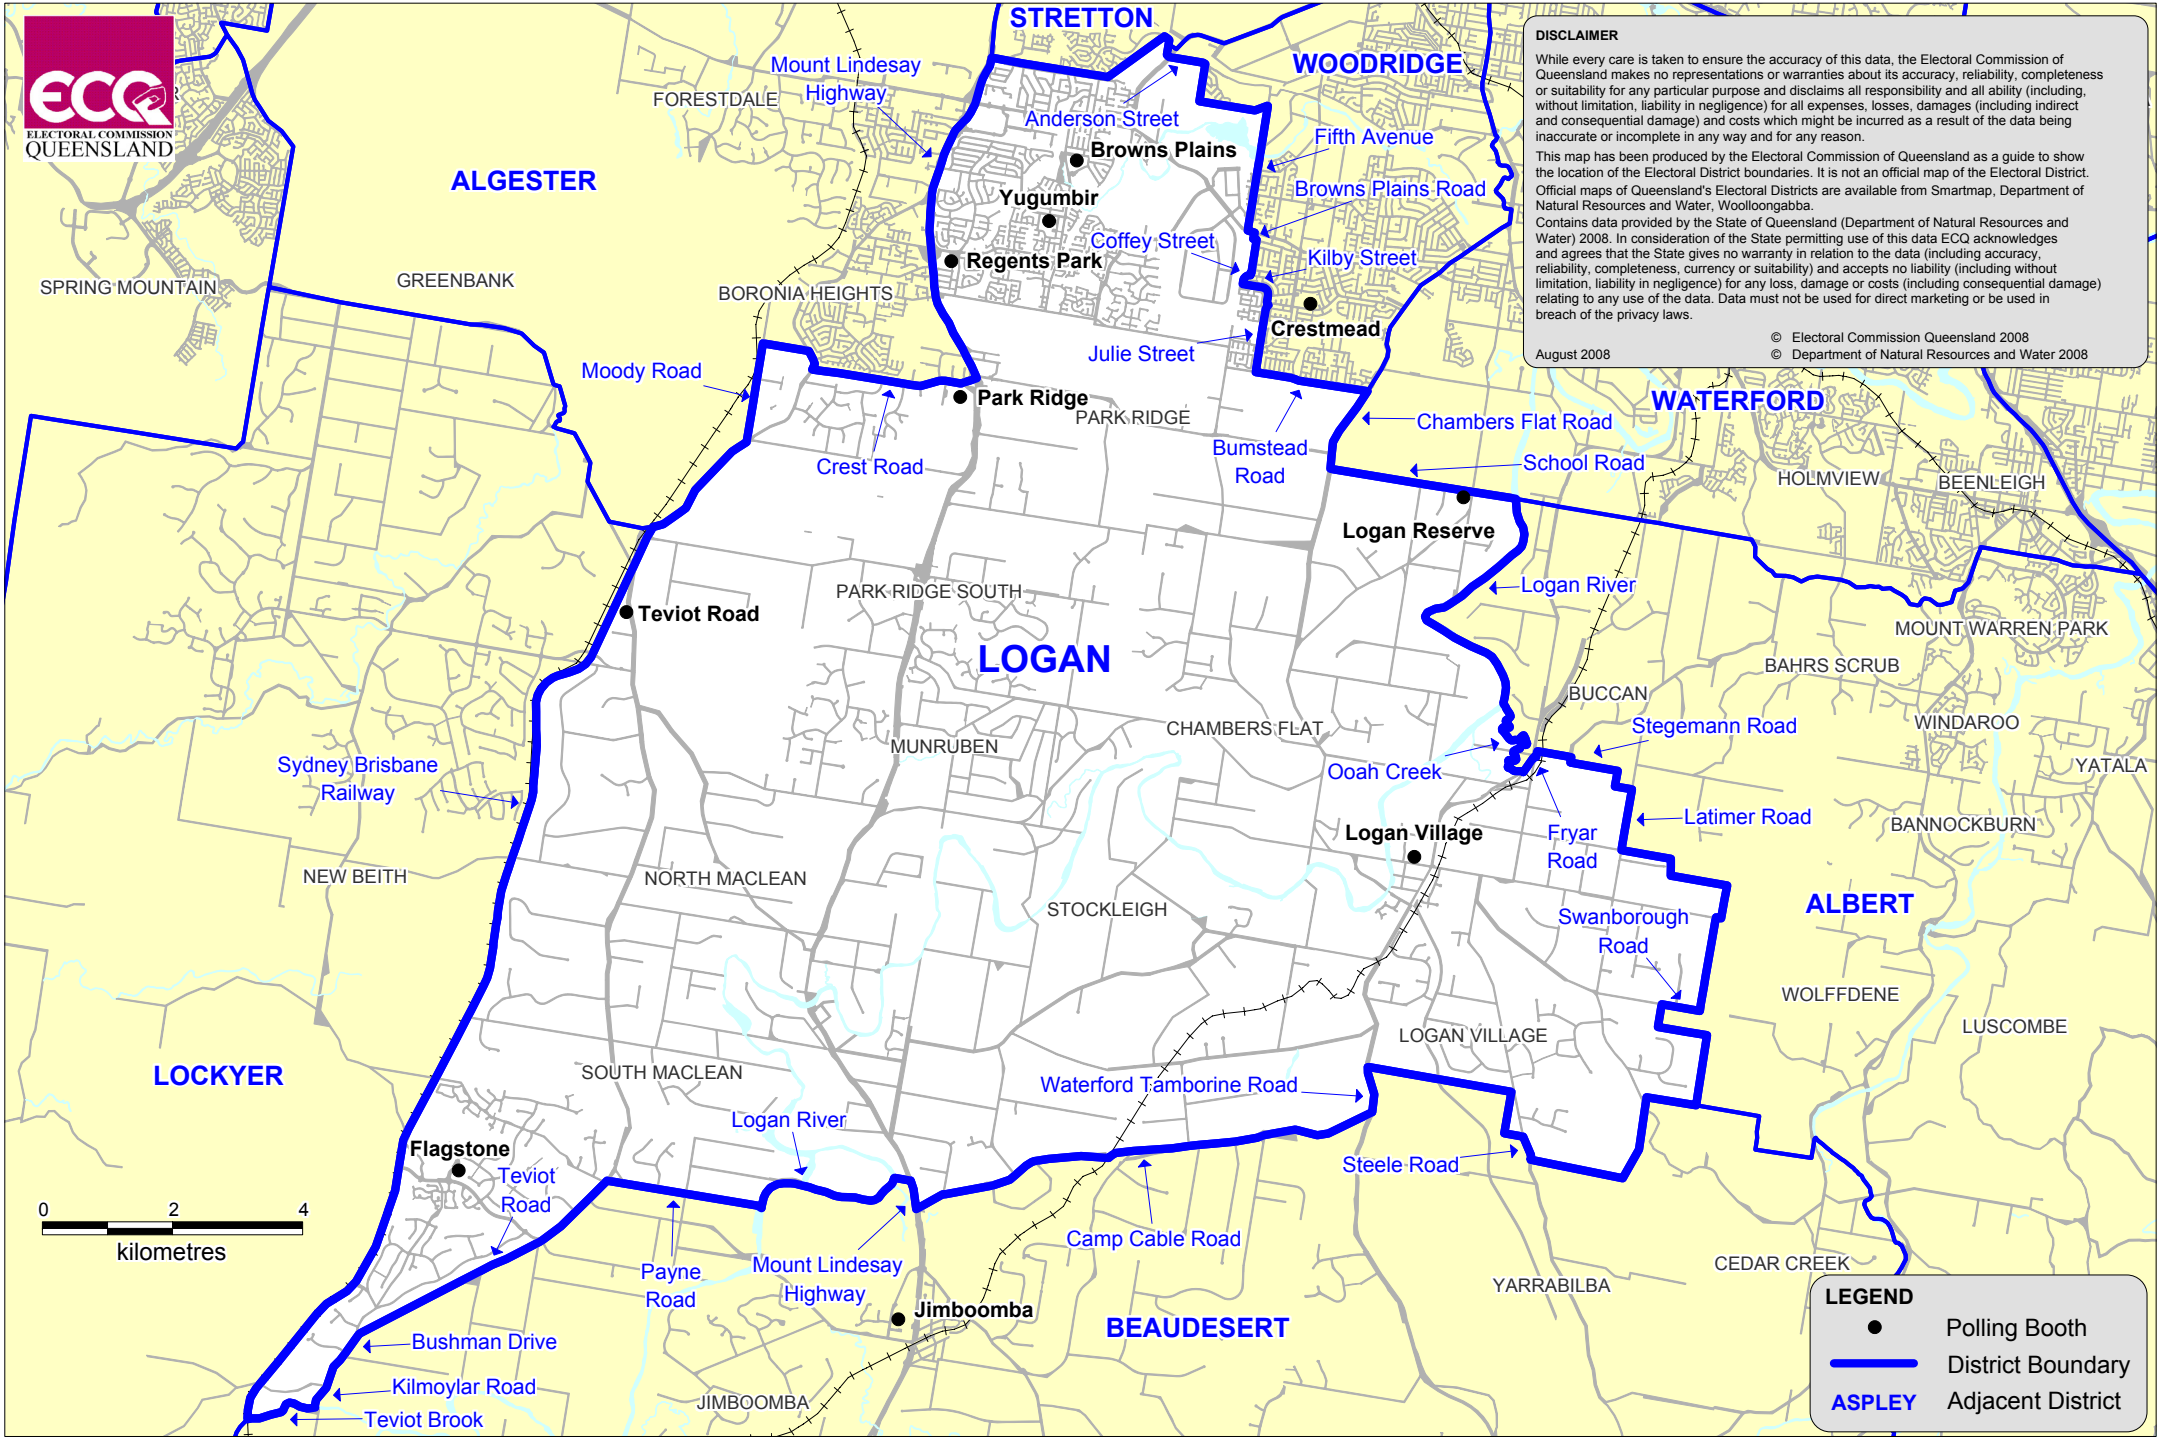 ECQ
ELECTORAL COMMISSION
QUEENSLAND
STRETTON
WOODRIDGE
ALGESTER
WATERFORD
LOGAN
ALBERT
LOCKYER
BEAUDESERT
DISCLAIMER
While every care is taken to ensure the accuracy of this data, the Electoral Commission of
Queensland makes no representations or warranties about its accuracy, reliability, completeness
or suitability for any particular purpose and disclaims all responsibility and all ability (including,
without limitation, liability in negligence) for all expenses, losses, damages (including indirect
and consequential damage) and costs which might be incurred as a result of the data being
inaccurate or incomplete in any way and for any reason.
This map has been produced by the Electoral Commission of Queensland as a guide to show
the location of the Electoral District boundaries. It is not an official map of the Electoral District.
Official maps of Queensland's Electoral Districts are available from Smartmap, Department of
Natural Resources and Water, Woolloongabba.
Contains data provided by the State of Queensland (Department of Natural Resources and
Water) 2008. In consideration of the State permitting use of this data ECQ acknowledges
and agrees that the State gives no warranty in relation to the data (including accuracy,
reliability, completeness, currency or suitability) and accepts no liability (including without
limitation, liability in negligence) for any loss, damage or costs (including consequential damage)
relating to any use of the data. Data must not be used for direct marketing or be used in
breach of the privacy laws.
© Electoral Commission Queensland 2008
August 2008
© Department of Natural Resources and Water 2008
Mount Lindesay
Highway
FORESTDALE
Anderson Street
Browns Plains
Fifth Avenue
Yugumbir
Browns Plains Road
Coffey Street
Regents Park
Kilby Street
SPRING MOUNTAIN
GREENBANK
BORONIA HEIGHTS
Crestmead
Julie Street
Moody Road
Park Ridge
PARK RIDGE
Chambers Flat Road
Crest Road
Bumstead
Road
School Road
HOLMVIEW
BEENLEIGH
Logan Reserve
PARK RIDGE SOUTH
Logan River
Teviot Road
MOUNT WARREN PARK
BAHRS SCRUB
BUCCAN
CHAMBERS FLAT
Stegemann Road
WINDAROO
MUNRUBEN
Sydney Brisbane
Railway
Ooah Creek
YATALA
Latimer Road
Logan Village
Fryar
Road
BANNOCKBURN
NEW BEITH
NORTH MACLEAN
STOCKLEIGH
Swanborough
Road
WOLFFDENE
LUSCOMBE
LOGAN VILLAGE
SOUTH MACLEAN
Waterford Tamborine Road
Logan River
Flagstone
Teviot
Road
Steele Road
0 2 4
kilometres
Camp Cable Road
Payne
Road
Mount Lindesay
Highway
CEDAR CREEK
YARRABILBA
Jimboomba
Bushman Drive
Kilmoylar Road
Teviot Brook
JIMBOOMBA
LEGEND
Polling Booth
District Boundary
ASPLEY Adjacent District